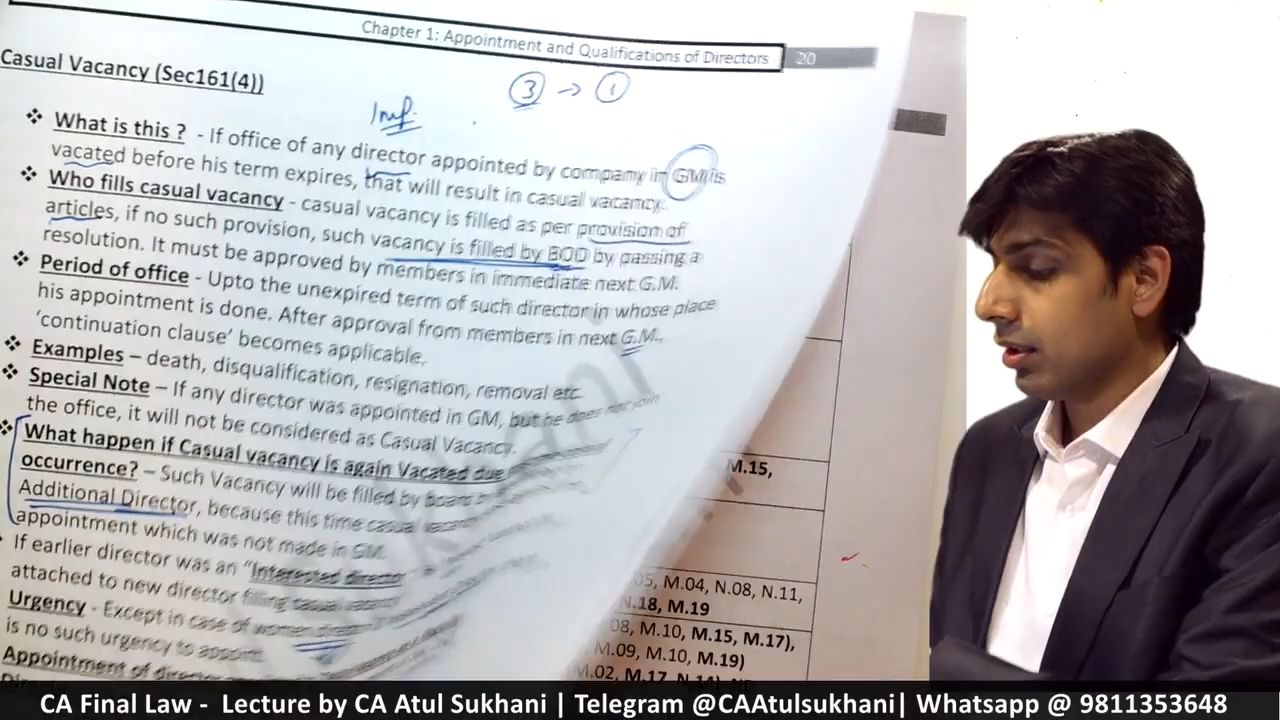 Chapter 1: Appointment and Qualifications of Directors 20
Casual Vacancy (Sec161(4))
3 → 1
Imp.
❖ What is this ? - If office of any director appointed by company in GM is
vacated before his term expires, that will result in casual vacancy.
❖ Who fills casual vacancy - casual vacancy is filled as per provision of
articles, if no such provision, such vacancy is filled by BOD by passing a
resolution. It must be approved by members in immediate next G.M.
❖ Period of office - Upto the unexpired term of such director in whose place
his appointment is done. After approval from members in next G.M.,
'continuation clause' becomes applicable.
❖ Examples – death, disqualification, resignation, removal etc.
❖ Special Note – If any director was appointed in GM, but he does not join
the office, it will not be considered as Casual Vacancy.
What happen if Casual vacancy is again Vacated due
occurrence? – Such Vacancy will be filled by Board
Additional Director, because this time casual vacancy
appointment which was not made in GM.
If earlier director was an "Interested director
attached to new director filling casual vacancy
Urgency - Except in case of women director
is no such urgency to appoint
Appointment of director
M.15,
05, M.04, N.08, N.11,
N.18, M.19
08, M.10, M.15, M.17),
M.09, M.10, M.19)
M.02, M.17, N.14)
CA Final Law - Lecture by CA Atul Sukhani | Telegram @CAAtulsukhani| Whatsapp @ 9811353648